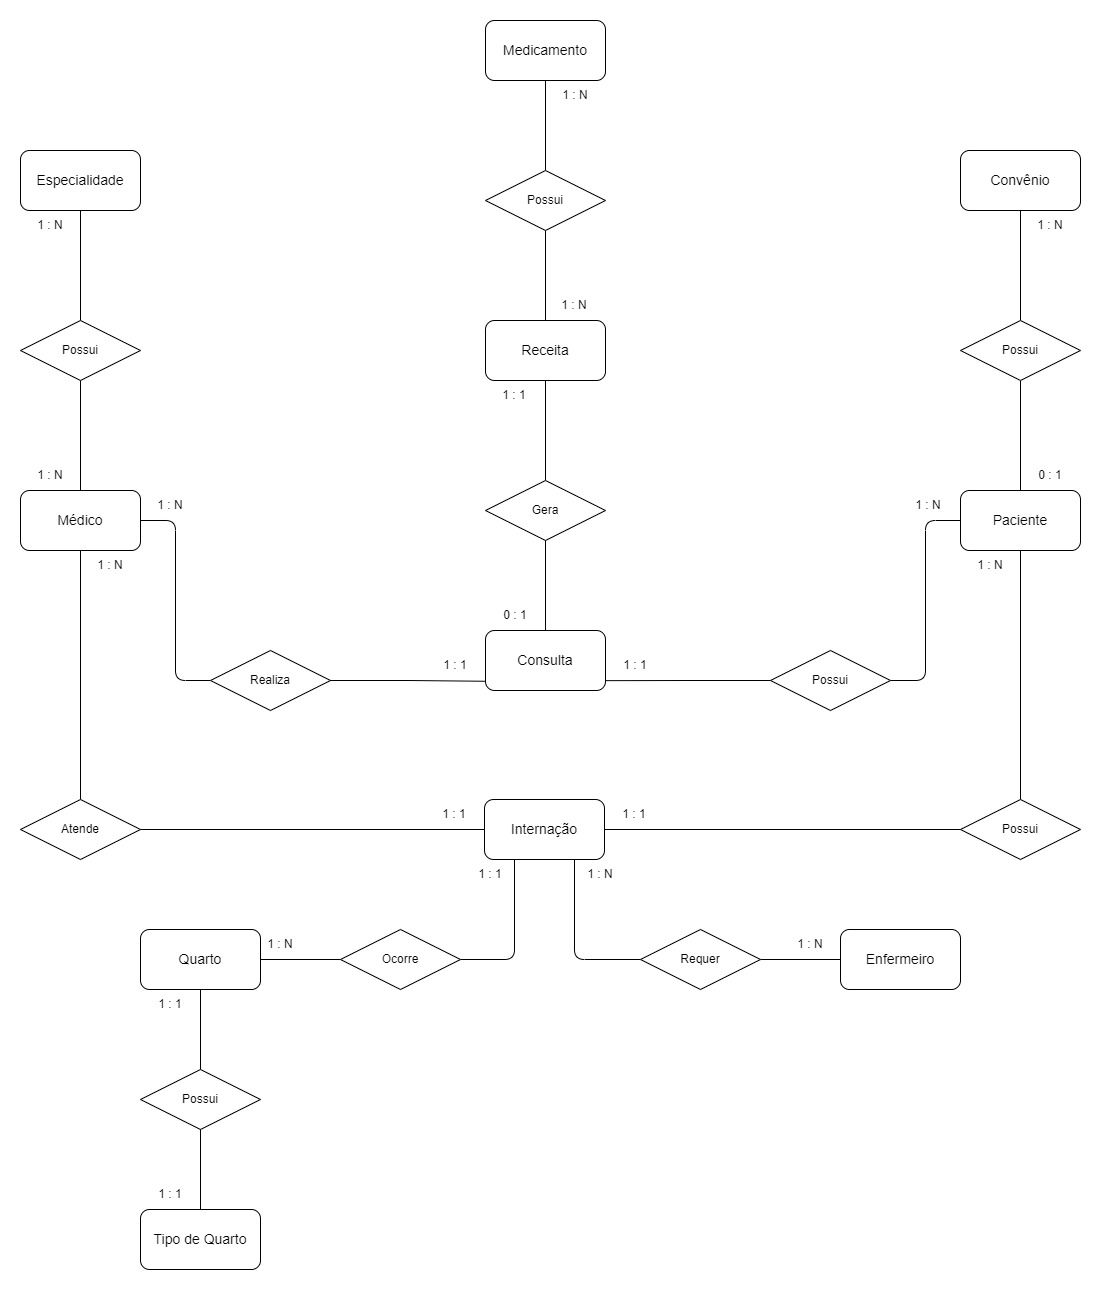 Medicamento
1 : N
Especialidade
Possui
Convênio
1 : N
1 : N
1 : N
Possui
Receita
Possui
1 : 1
1 : N
0 : 1
Médico
1 : N
Gera
1 : N
Paciente
1 : N
1 : N
0 : 1
Realiza
1 : 1
Consulta
1 : 1
Possui
Atende
1 : 1
Internação
1 : 1
Possui
1 : 1
1 : N
Quarto
1 : N
Ocorre
Requer
1 : N
Enfermeiro
1 : 1
Possui
1 : 1
Tipo de Quarto